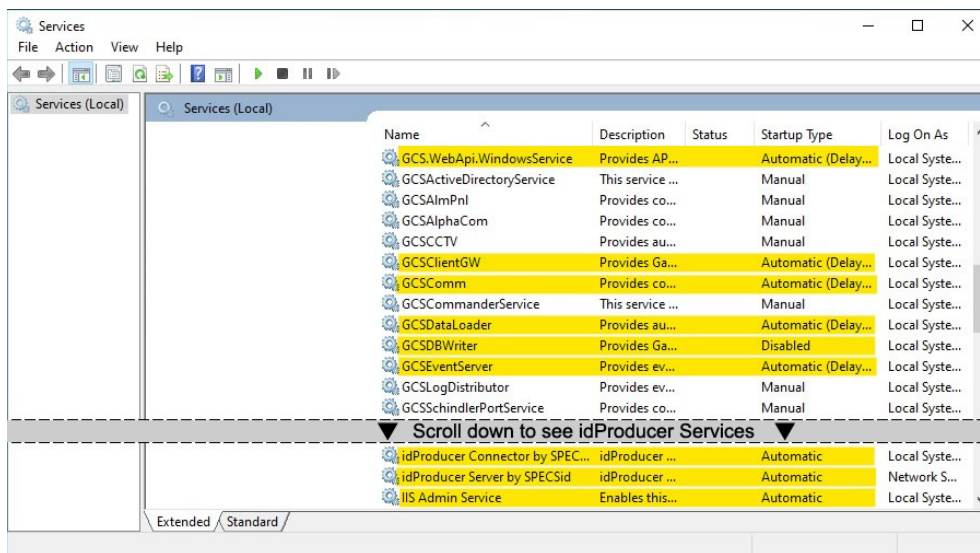 Services
File Action View Help
Services (Local)
Services (Local)
Name Description Status Startup Type Log On As
GCS.WebApi.WindowsService Provides AP... Automatic (Delay... Local Syste...
GCSActiveDirectoryService This service ... Manual Local Syste...
GCSAlmPnl Provides co... Manual Local Syste...
GCSAlphaCom Provides co... Manual Local Syste...
GCSCCTV Provides au... Manual Local Syste...
GCSClientGW Provides Ga... Automatic (Delay... Local Syste...
GCSComm Provides co... Automatic (Delay... Local Syste...
GCSCommanderService This service ... Manual Local Syste...
GCSDataLoader Provides au... Automatic (Delay... Local Syste...
GCSDBWriter Provides Ga... Disabled Local Syste...
GCSEventServer Provides ev... Automatic (Delay... Local Syste...
GCSLogDistributor Provides ev... Manual Local Syste...
GCSSchindlerPortService Provides co... Manual Local Syste...
Scroll down to see idProducer Services
idProducer Connector by SPEC... idProducer ... Automatic Local Syste...
idProducer Server by SPECSid idProducer ... Automatic Network S...
IIS Admin Service Enables this... Automatic Local Syste...
Extended Standard